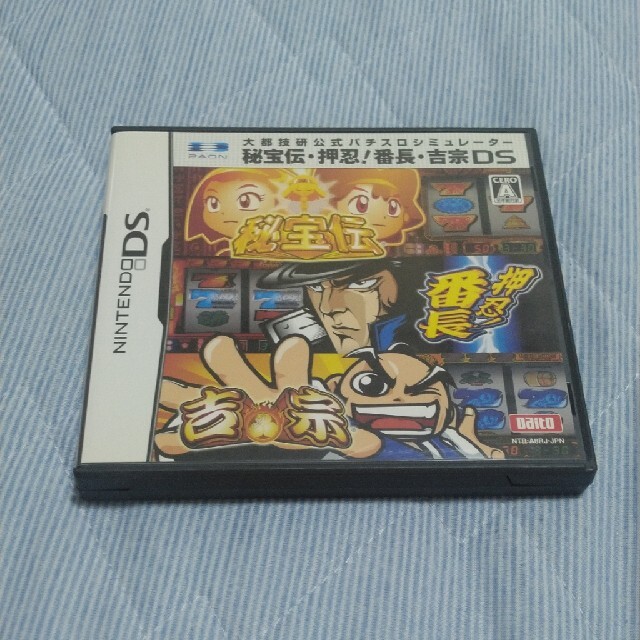 PAON
大都技研公式パチスロシミュレーター
秘宝伝・押忍!番長・吉宗DS
CERO
A
NINTENDO DS
秘宝伝
押忍!
番長
吉宗
Daito